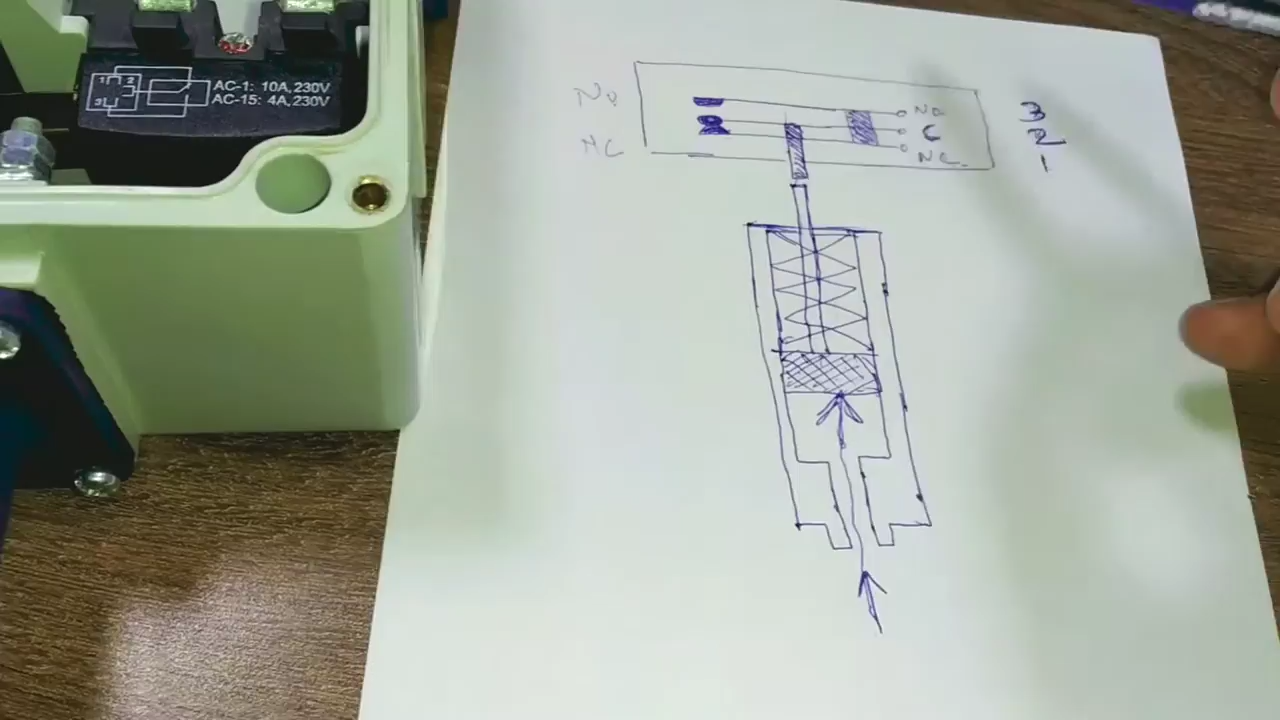 1 2
AC-1: 10A,230V
3
AC-15: 4A,230V
No
NC
No
C
NC